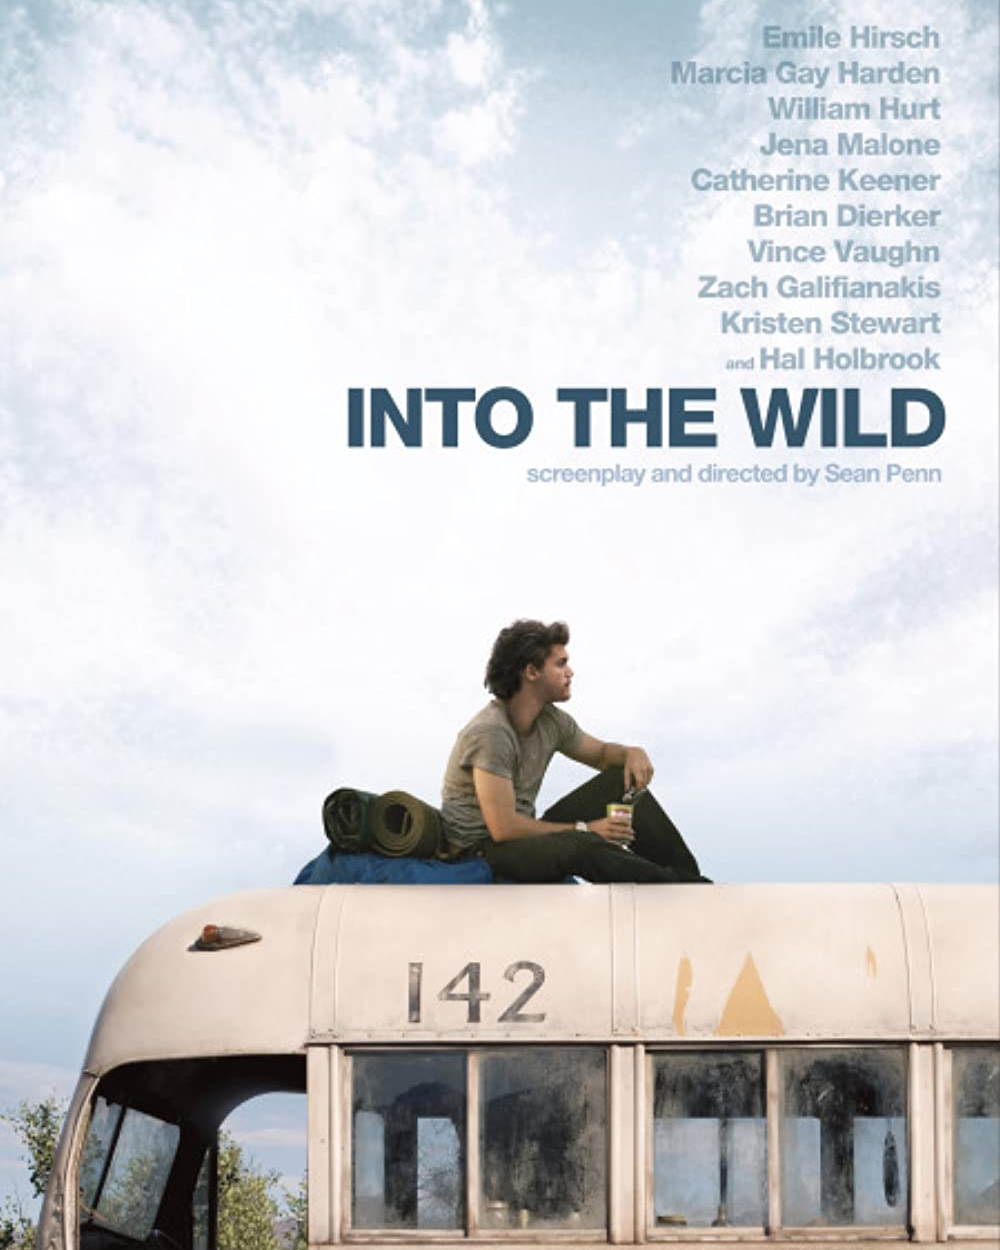 Emile Hirsch
Marcia Gay Harden
William Hurt
Jena Malone
Catherine Keener
Brian Dierker
Vince Vaughn
Zach Galifianakis
Kristen Stewart
and Hal Holbrook
INTO THE WILD
screenplay and directed by Sean Penn
142